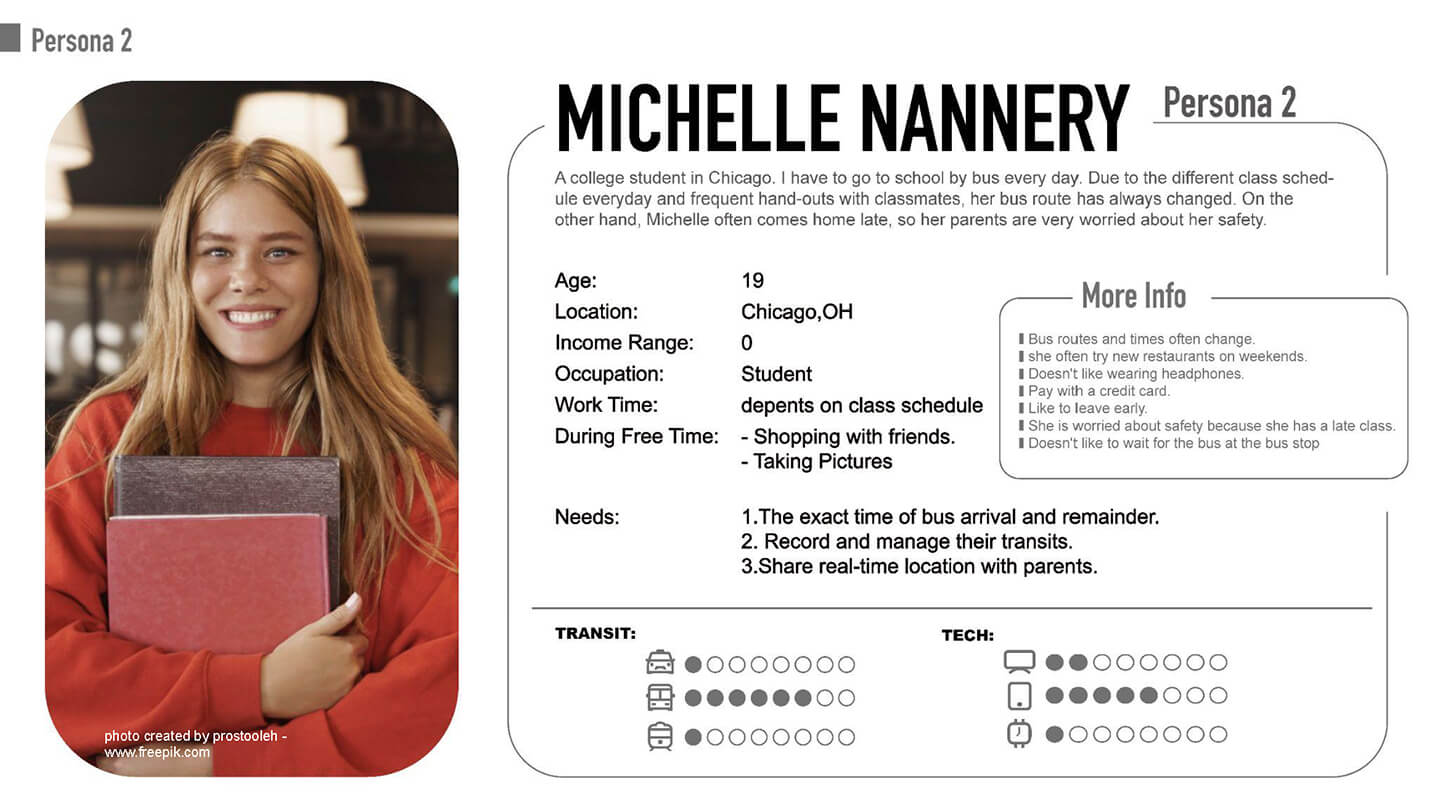 Persona 2
MICHELLE NANNERY
Persona 2
A college student in Chicago. I have to go to school by bus every day. Due to the different class sched-
ule everyday and frequent hand-outs with classmates, her bus route has always changed. On the
other hand, Michelle often comes home late, so her parents are very worried about her safety.
Age: 19
Location: Chicago,OH
Income Range: 0
Occupation: Student
Work Time: depents on class schedule
During Free Time: - Shopping with friends.
- Taking Pictures
More Info
Bus routes and times often change.
she often try new restaurants on weekends.
Doesn't like wearing headphones.
Pay with a credit card.
Like to leave early.
She is worried about safety because she has a late class.
Doesn't like to wait for the bus at the bus stop
Needs: 1.The exact time of bus arrival and remainder.
2. Record and manage their transits.
3.Share real-time location with parents.
TRANSIT:
TECH:
photo created by prostooleh -
www.freepik.com